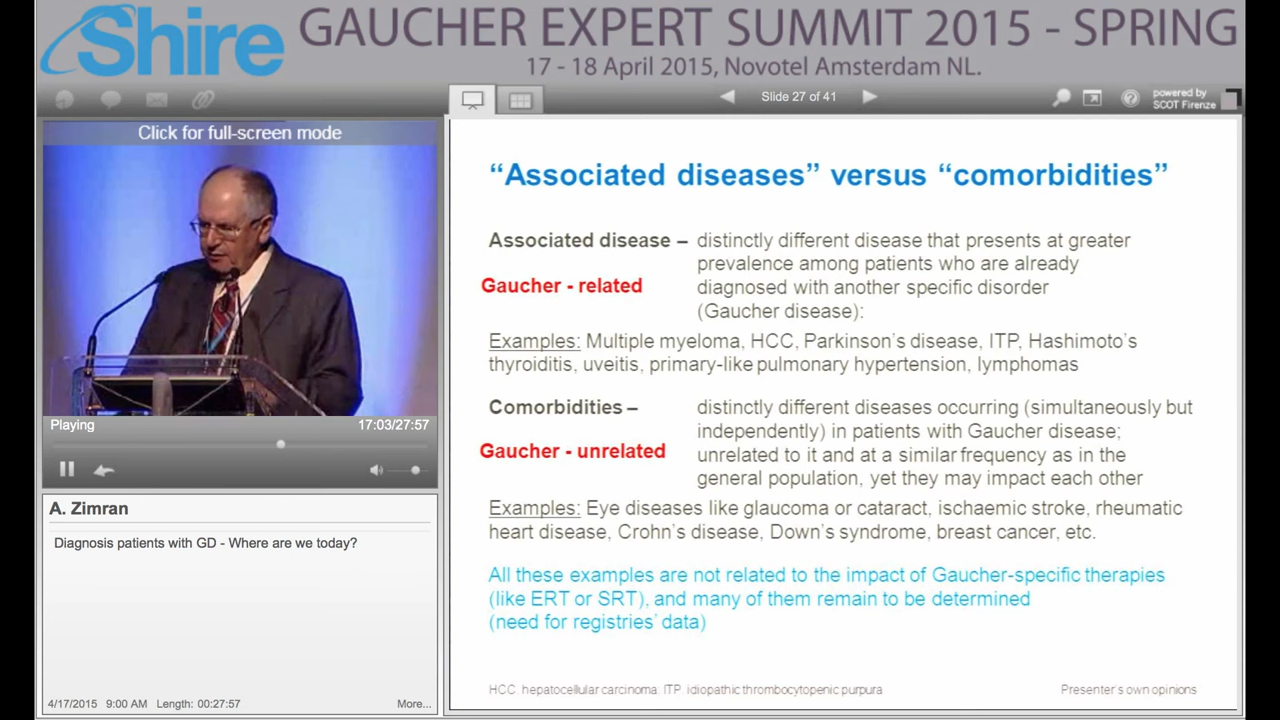 Shire
GAUCHER EXPERT SUMMIT 2015 - SPRING
17 - 18 April 2015, Novotel Amsterdam NL.
Slide 27 of 41
powered by
SCOT Firenze
Click for full-screen mode
Playing
17:03/27:57
A. Zimran
Diagnosis patients with GD - Where are we today?
4/17/2015 9:00 AM Length: 00:27:57
More...
“Associated diseases” versus “comorbidities”
Associated disease – distinctly different disease that presents at greater
prevalence among patients who are already
Gaucher - related
diagnosed with another specific disorder
(Gaucher disease):
Examples: Multiple myeloma, HCC, Parkinson’s disease, ITP, Hashimoto’s
thyroiditis, uveitis, primary-like pulmonary hypertension, lymphomas
Comorbidities – distinctly different diseases occurring (simultaneously but
independently) in patients with Gaucher disease;
Gaucher - unrelated
unrelated to it and at a similar frequency as in the
general population, yet they may impact each other
Examples: Eye diseases like glaucoma or cataract, ischaemic stroke, rheumatic
heart disease, Crohn’s disease, Down’s syndrome, breast cancer, etc.
All these examples are not related to the impact of Gaucher-specific therapies
(like ERT or SRT), and many of them remain to be determined
(need for registries’ data)
HCC. hepatocellular carcinoma. ITP. idiopathic thrombocytopenic purpura
Presenter’s own opinions